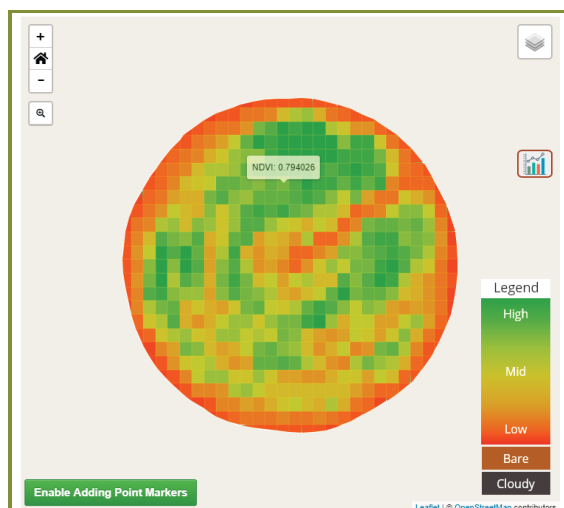 +
−
NDVI: 0.794026
Legend
High
Mid
Low
Bare
Cloudy
Enable Adding Point Markers
Leaflet | © OpenStreetMap contributors